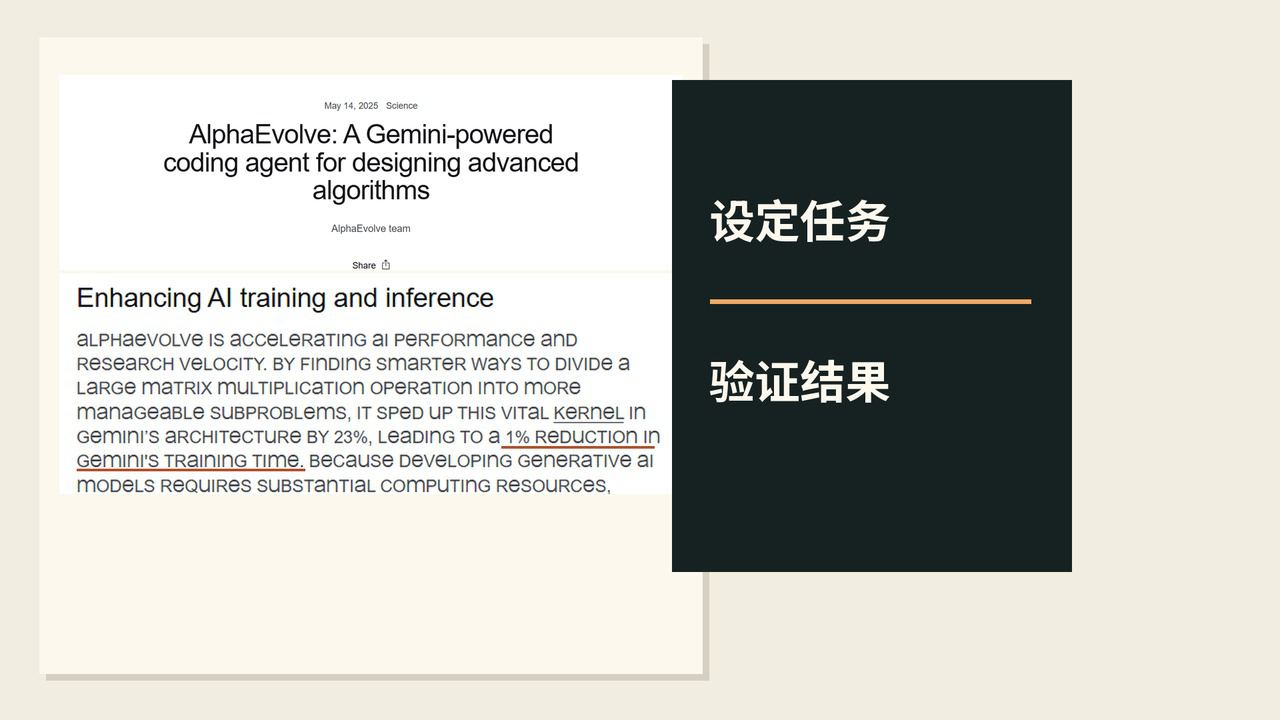 May 14, 2025 Science
AlphaEvolve: A Gemini-powered
coding agent for designing advanced
algorithms
AlphaEvolve team
Share
Enhancing AI training and inference
aLPHaeVOLVe IS aCCeLeRATING aI PeRFORMance anD
ReSeaRCH VeLOCITY. BY FINDING SmaRTeR WAYS TO DIVIDe a
LaRGe maTRIX muLTIPLICaTION OPeRaTION INTO mORe
manaGeaBLe SUBPROBLems, IT SPeD UP THIS VITaL KeRNeL IN
Gemini's aRCHITeCTURe BY 23%, LeaDING TO a 1% ReDUCTION IN
Gemini's TRaINING TIme. BecauSe DeVeLOPING GeneRaTIVe aI
mODeLS ReQUIReS SUBSTanTIaL COmPUTING ReSOURCeS,
设定任务
验证结果